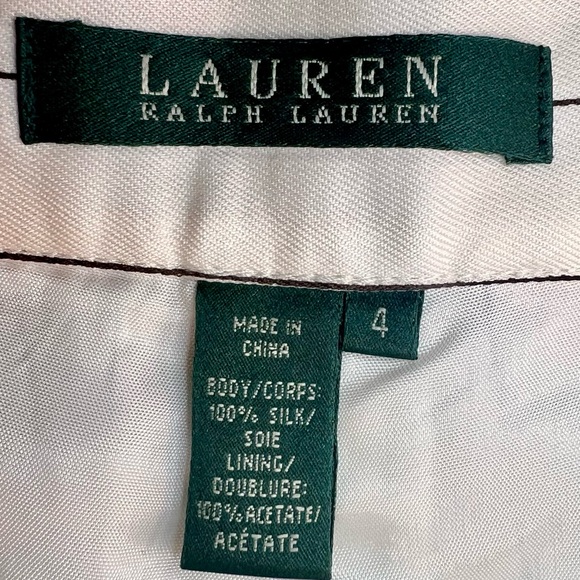 LAUREN
RALPH LAUREN
MADE IN
CHINA
4
BODY/CORPS:
100% SILK/
SOIE
LINING/
DOUBLURE:
100% ACETATE/
ACÉTATE